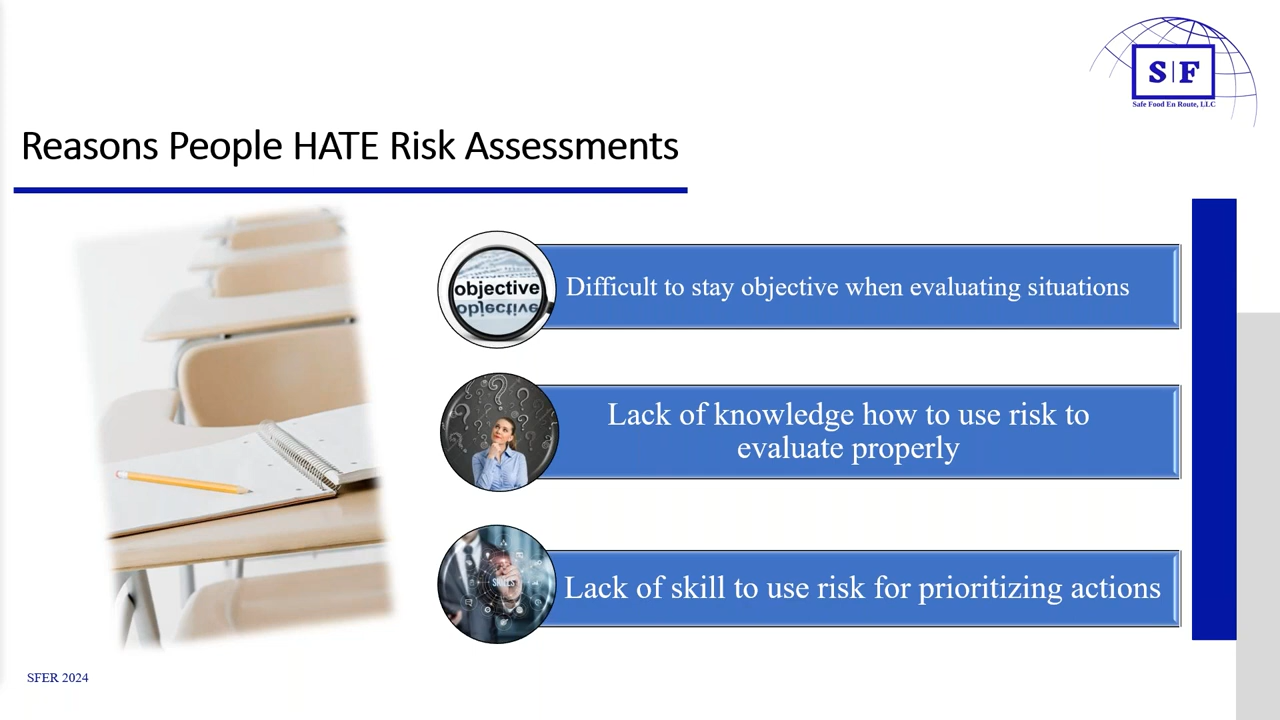 S|F
Safe Food En Route, LLC
Reasons People HATE Risk Assessments
objective
objective
Difficult to stay objective when evaluating situations
Lack of knowledge how to use risk to
evaluate properly
SKILLS
Lack of skill to use risk for prioritizing actions
SFER 2024